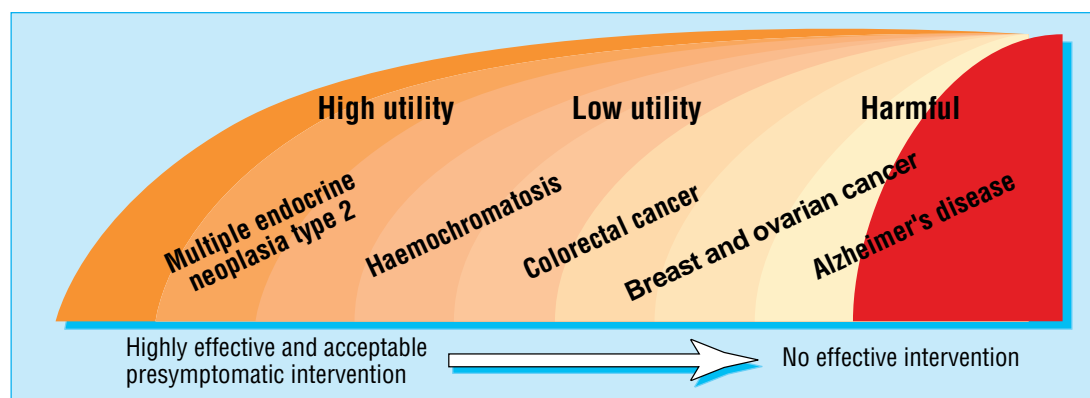 High utility
Low utility
Harmful
Multiple endocrine
neoplasia type 2
Haemochromatosis
Colorectal cancer
Breast and ovarian cancer
Alzheimer's disease
Highly effective and acceptable
presymptomatic intervention
No effective intervention